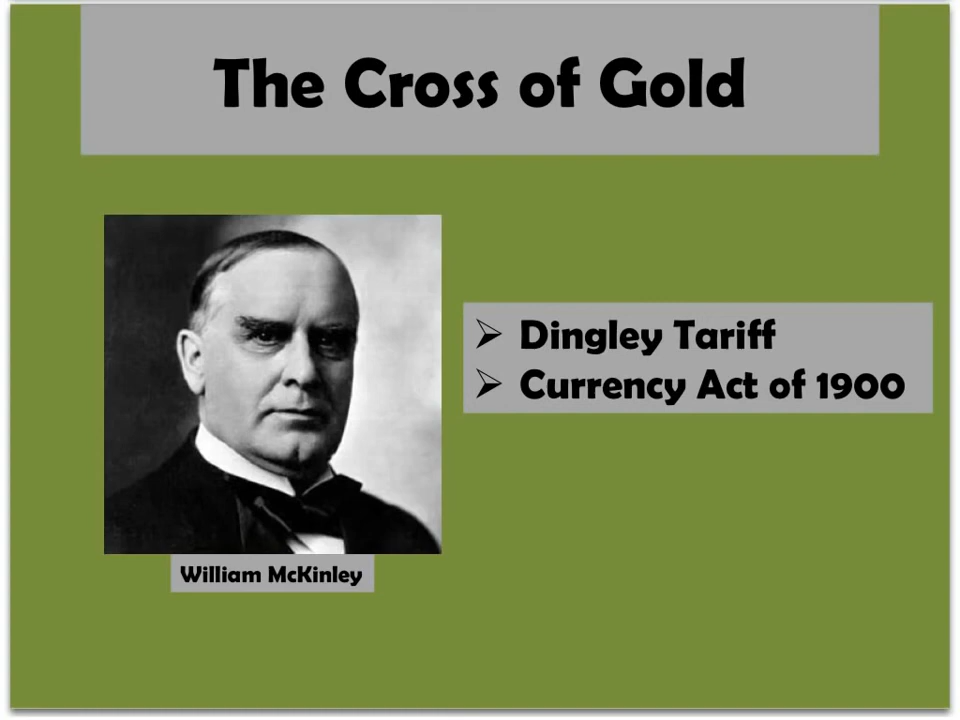 The Cross of Gold
➢ Dingley Tariff
➢ Currency Act of 1900
William McKinley